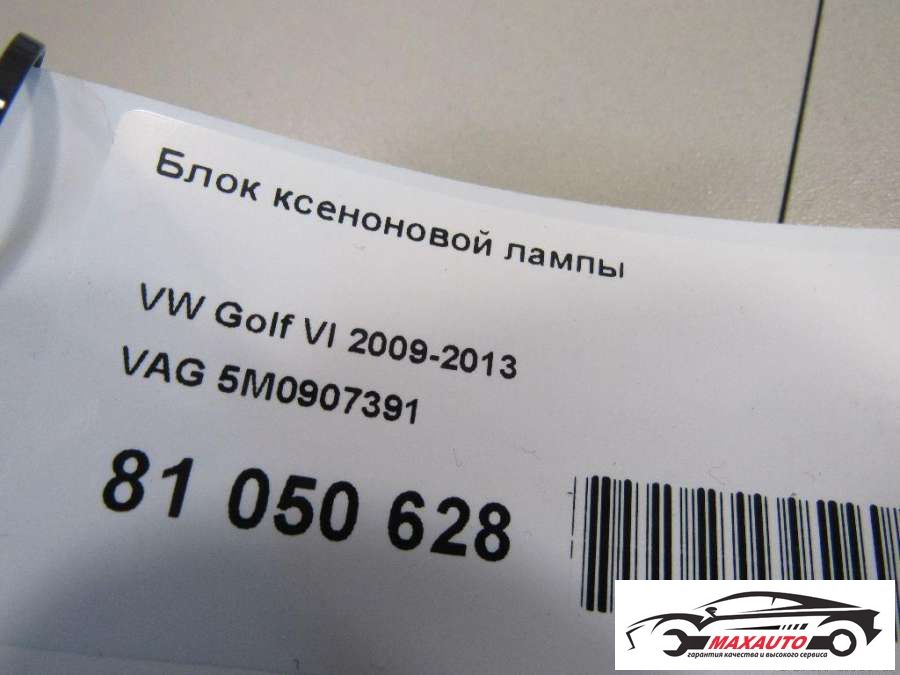 Блок ксеноновой лампы
VW Golf VI 2009-2013
VAG 5M0907391
81 050 628
MAXAUTO
гарантия качества и высокого сервиса